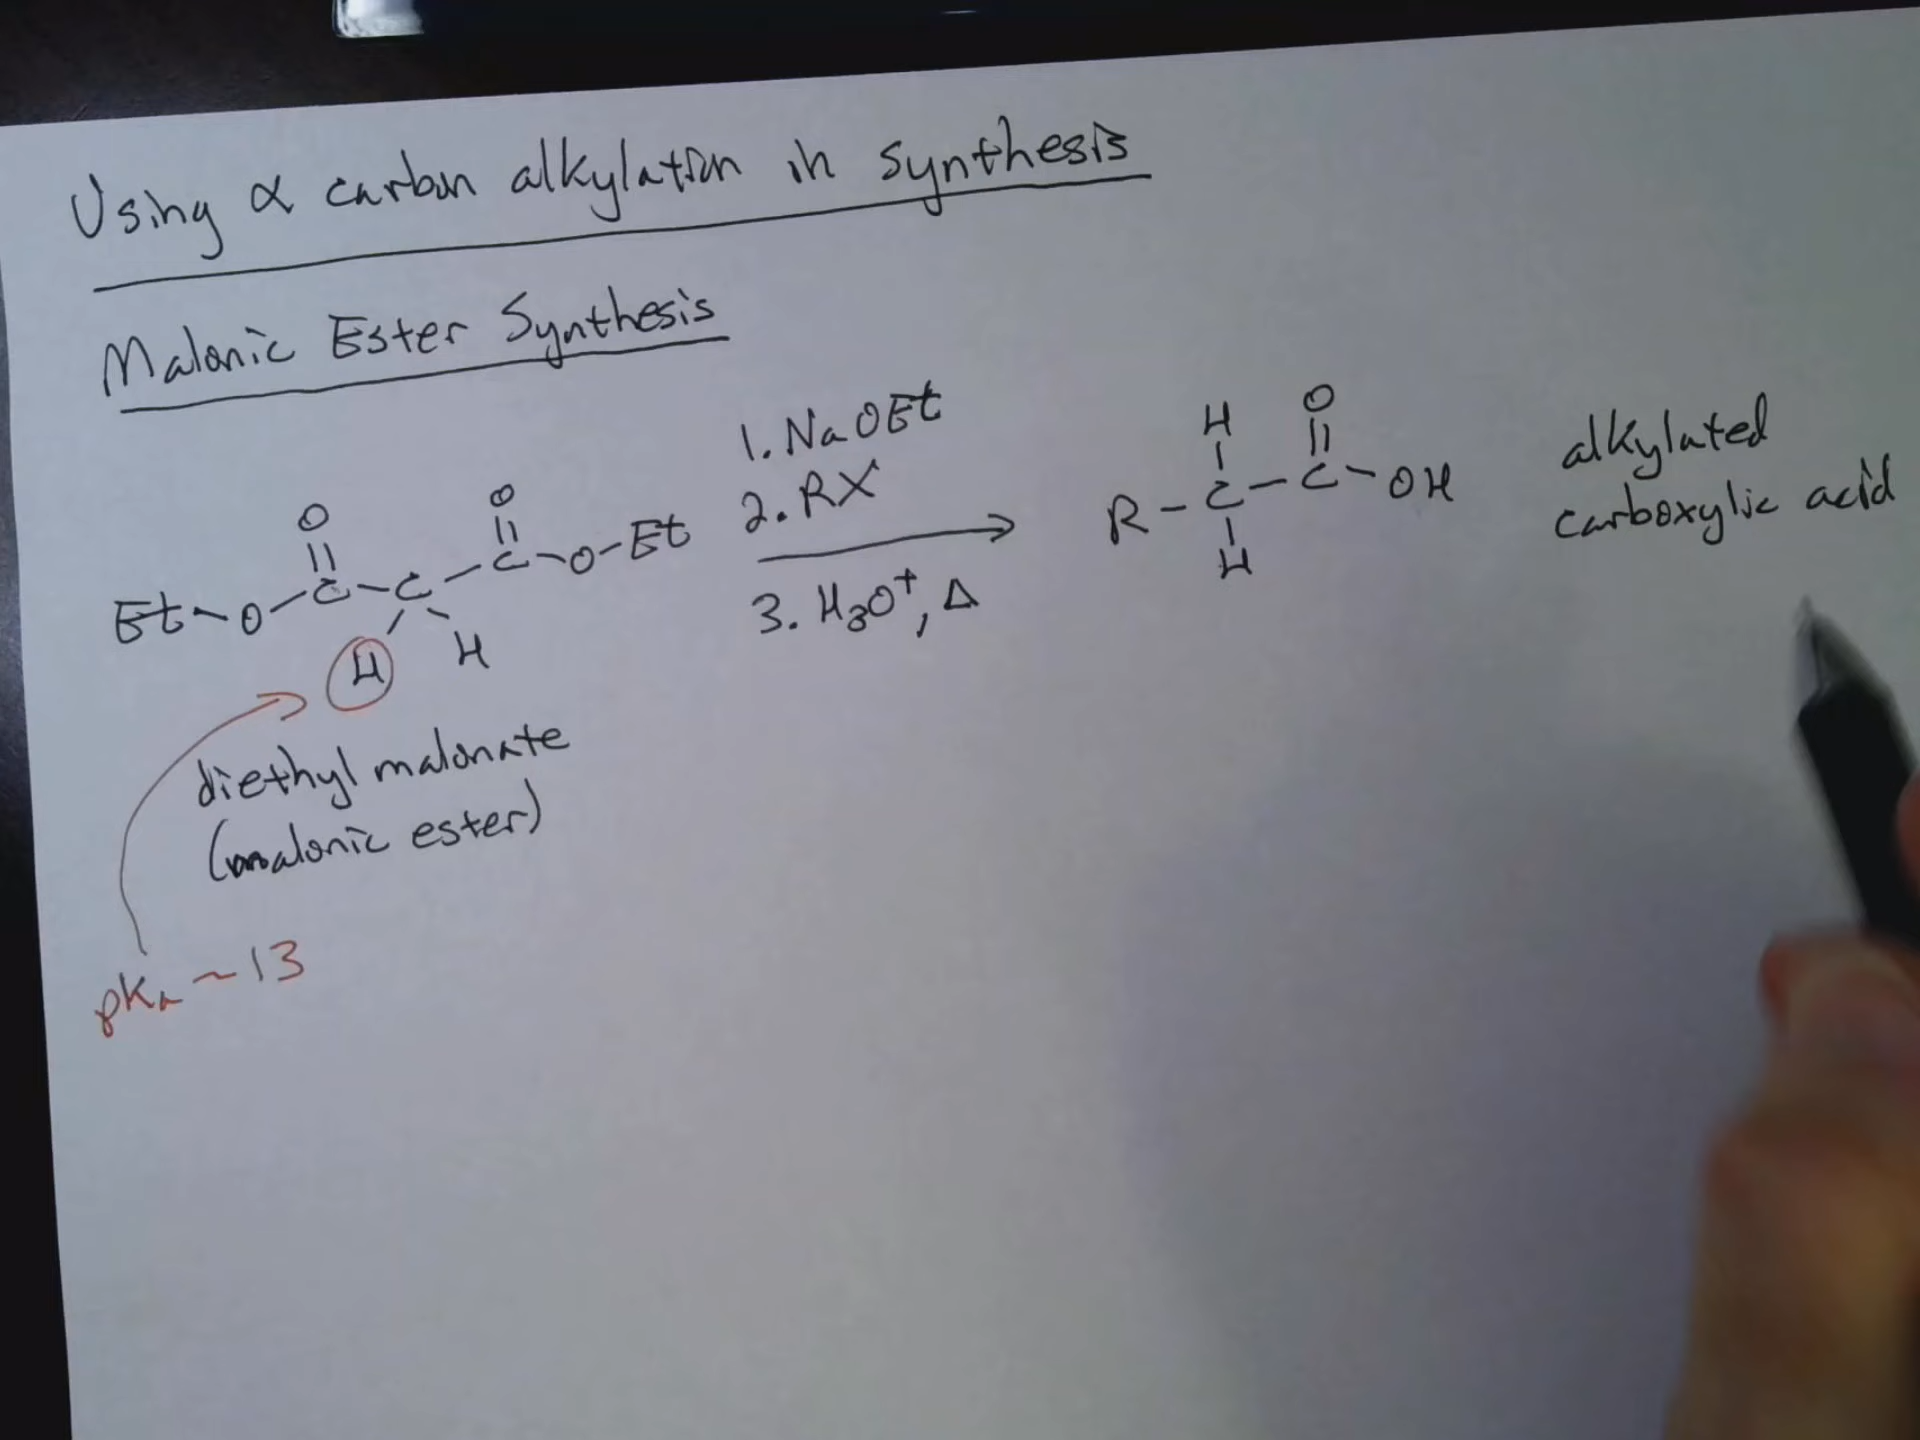 Using α carbon alkylation in synthesis
Malonic Ester Synthesis
1. NaOEt
2. RX
3. H3O+, Δ
O O
Et-O-C-C-C-O-Et
H H
H O
R-C-C-OH
H
alkylated
carboxylic acid
diethyl malonate
(malonic ester)
pKa ~13